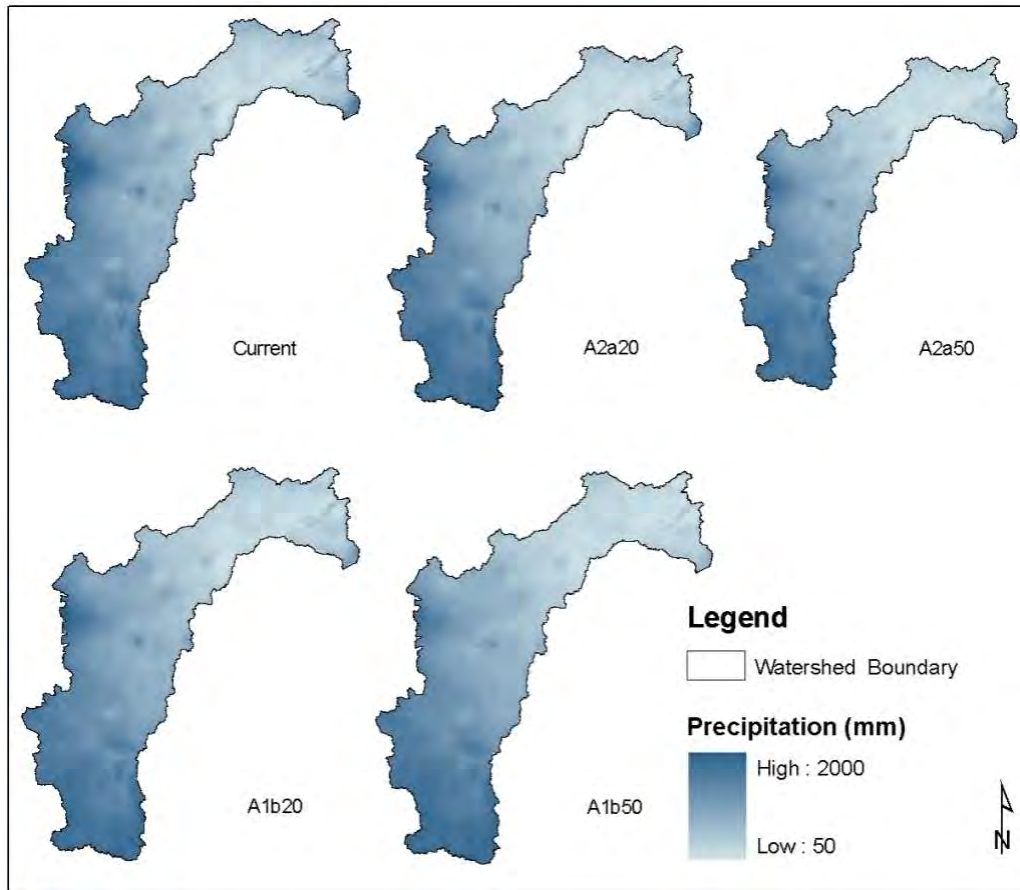 Current
A2a20
A2a50
A1b20
A1b50
Legend
Watershed Boundary
Precipitation (mm)
High : 2000
Low : 50
N